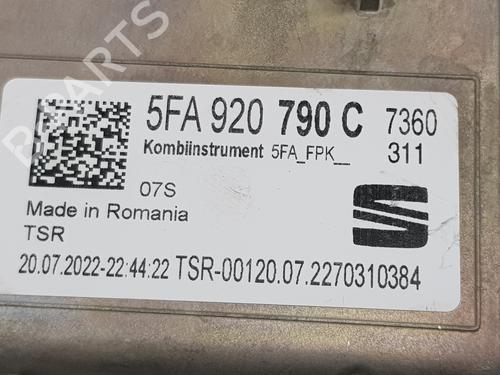 B-PARTS
5FA 920 790 C 7360
Kombiinstrument 5FA_FPK__ 311
07S
Made in Romania
TSR
20.07.2022-22:44:22 TSR-00120.07.2270310384